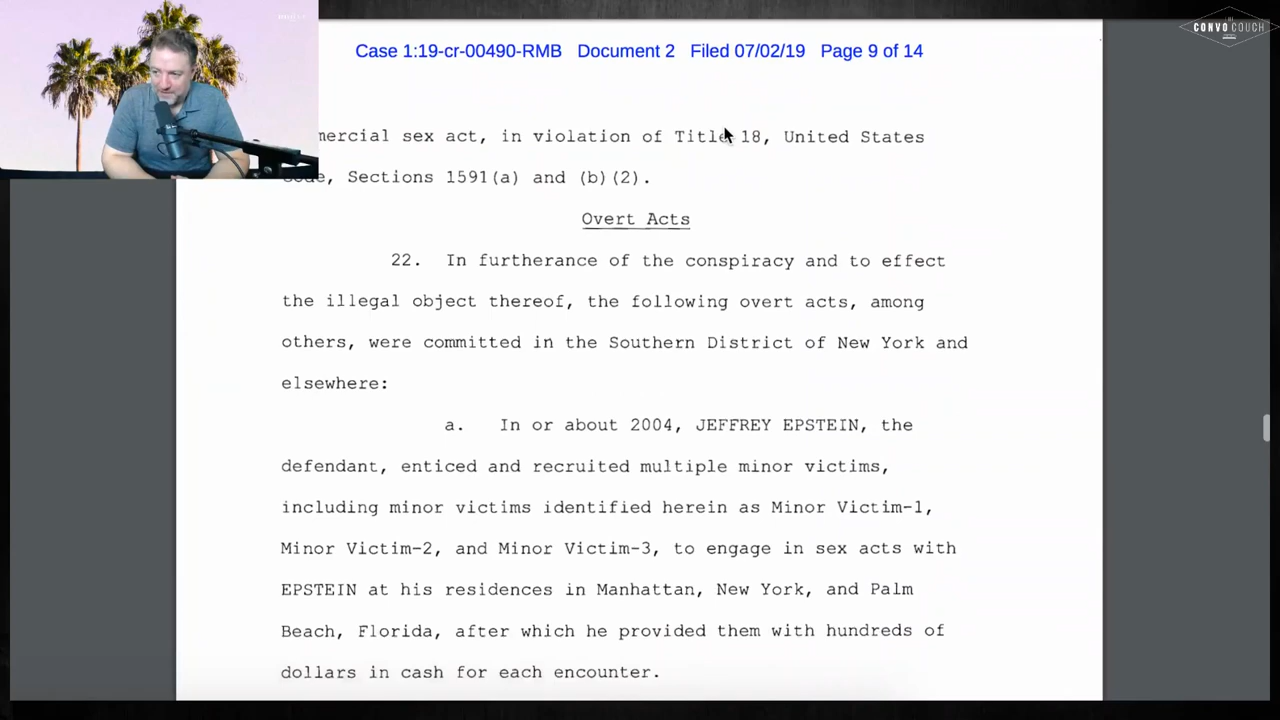 Case 1:19-cr-00490-RMB Document 2 Filed 07/02/19 Page 9 of 14
CONVO COUCH
mercial sex act, in violation of Title 18, United States
Code, Sections 1591(a) and (b)(2).
Overt Acts
22. In furtherance of the conspiracy and to effect
the illegal object thereof, the following overt acts, among
others, were committed in the Southern District of New York and
elsewhere:
a. In or about 2004, JEFFREY EPSTEIN, the
defendant, enticed and recruited multiple minor victims,
including minor victims identified herein as Minor Victim-1,
Minor Victim-2, and Minor Victim-3, to engage in sex acts with
EPSTEIN at his residences in Manhattan, New York, and Palm
Beach, Florida, after which he provided them with hundreds of
dollars in cash for each encounter.